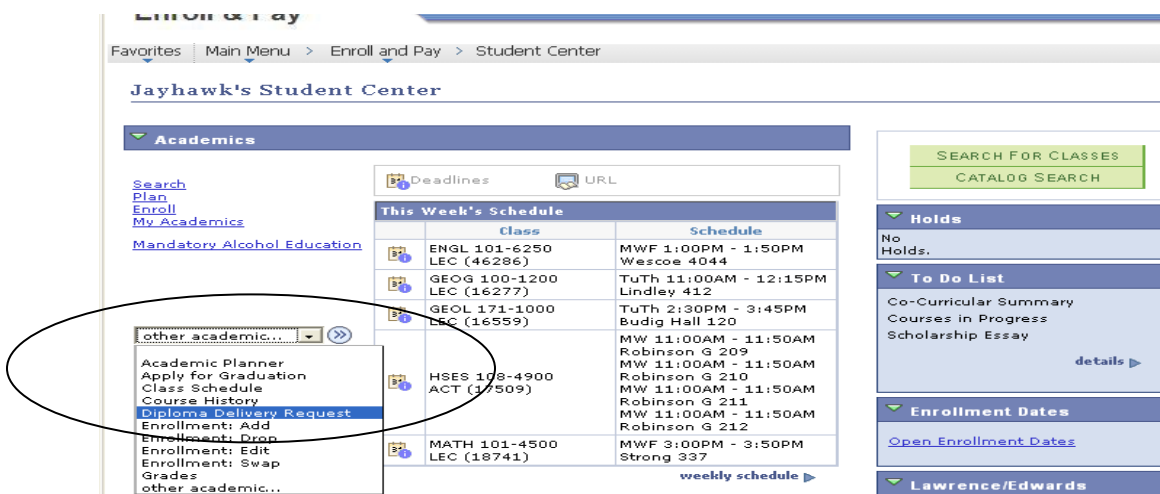 Enroll & Pay
Favorites Main Menu > Enroll and Pay > Student Center
Jayhawk's Student Center
Academics
Search
Plan
Enroll
My Academics
Mandatory Alcohol Education
other academic...
Academic Planner
Apply for Graduation
Class Schedule
Course History
Diploma Delivery Request
Enrollment: Add
Enrollment: Drop
Enrollment: Edit
Enrollment: Swap
Grades
other academic...
Deadlines URL
This Week's Schedule
Class Schedule
ENGL 101-6250 MWF 1:00PM - 1:50PM
LEC (46286) Wescoe 4044
GEOG 100-1200 TuTh 11:00AM - 12:15PM
LEC (16277) Lindley 412
GEOL 171-1000 TuTh 2:30PM - 3:45PM
LEC (16559) Budig Hall 120
MW 11:00AM - 11:50AM
Robinson G 209
MW 11:00AM - 11:50AM
HSES 108-4900 Robinson G 210
ACT (17509) MW 11:00AM - 11:50AM
Robinson G 211
MW 11:00AM - 11:50AM
Robinson G 212
MATH 101-4500 MWF 3:00PM - 3:50PM
LEC (18741) Strong 337
weekly schedule
SEARCH FOR CLASSES
CATALOG SEARCH
Holds
No
Holds.
To Do List
Co-Curricular Summary
Courses in Progress
Scholarship Essay
details
Enrollment Dates
Open Enrollment Dates
Lawrence/Edwards